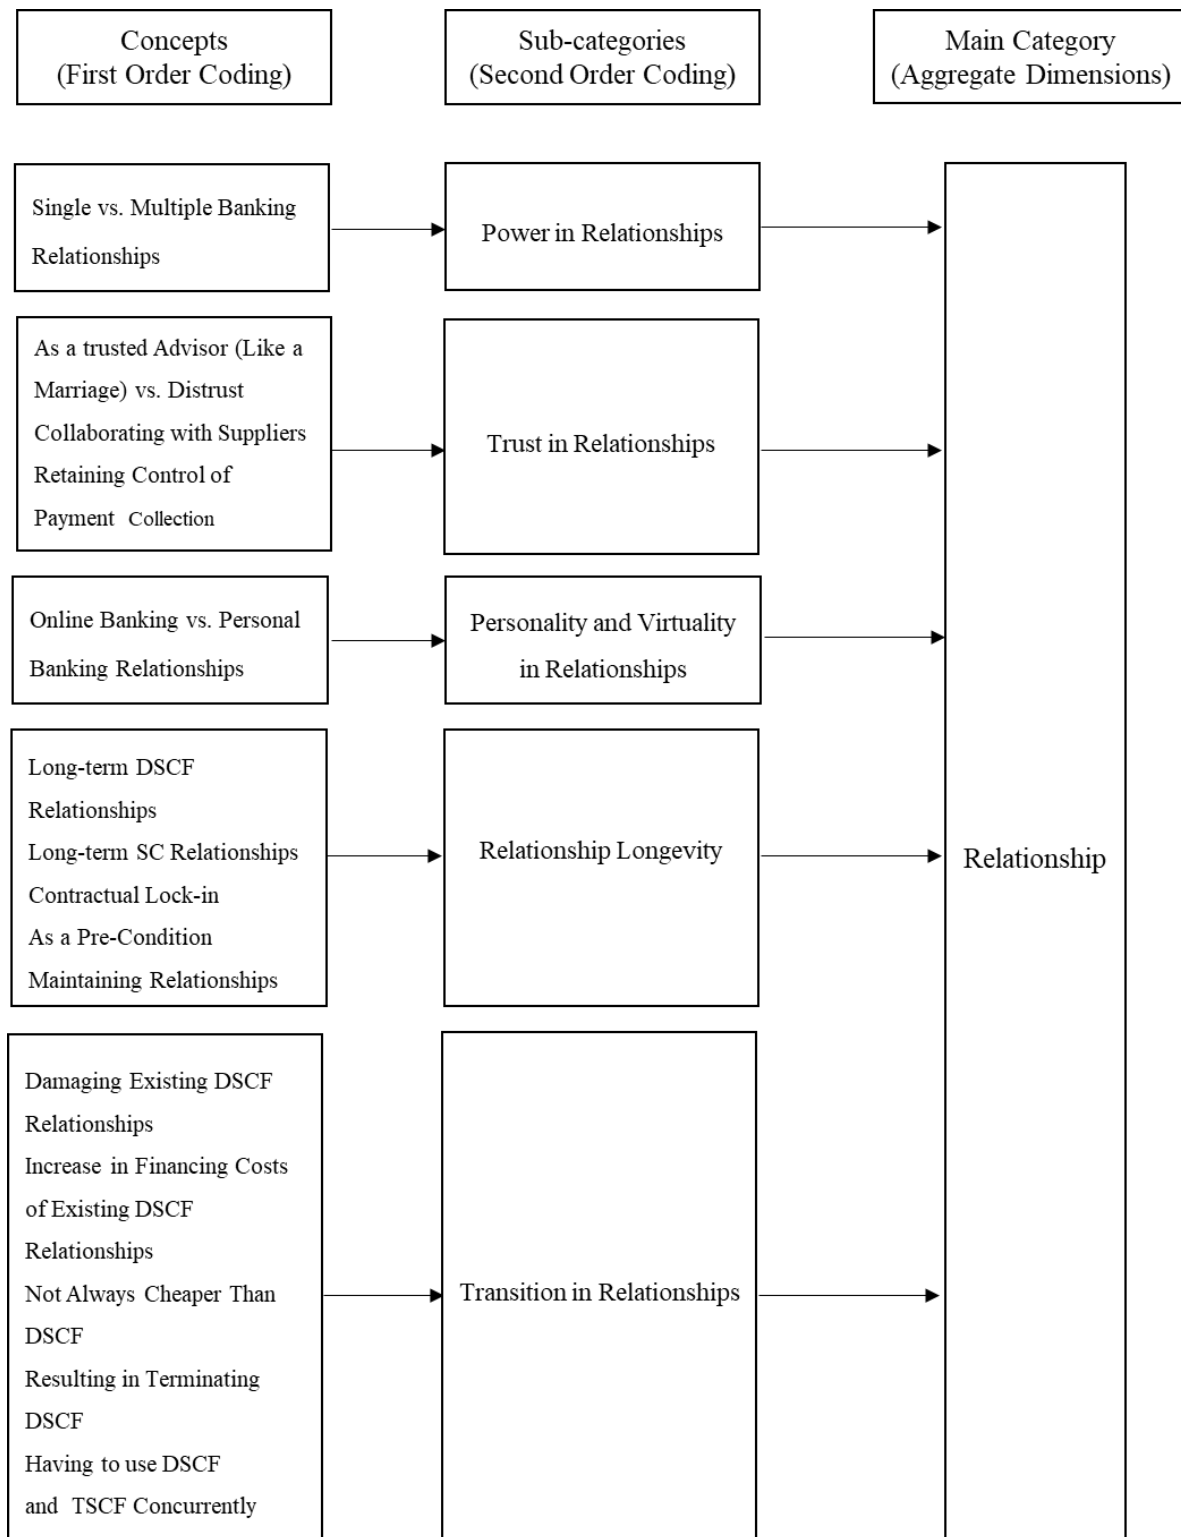 Concepts
(First Order Coding)
Sub-categories
(Second Order Coding)
Main Category
(Aggregate Dimensions)
Single vs. Multiple Banking
Relationships
Power in Relationships
As a trusted Advisor (Like a
Marriage) vs. Distrust
Collaborating with Suppliers
Retaining Control of
Payment Collection
Trust in Relationships
Online Banking vs. Personal
Banking Relationships
Personality and Virtuality
in Relationships
Long-term DSCF
Relationships
Long-term SC Relationships
Contractual Lock-in
As a Pre-Condition
Maintaining Relationships
Relationship Longevity
Damaging Existing DSCF
Relationships
Increase in Financing Costs
of Existing DSCF
Relationships
Not Always Cheaper Than
DSCF
Resulting in Terminating
DSCF
Having to use DSCF
and TSCF Concurrently
Transition in Relationships
Relationship